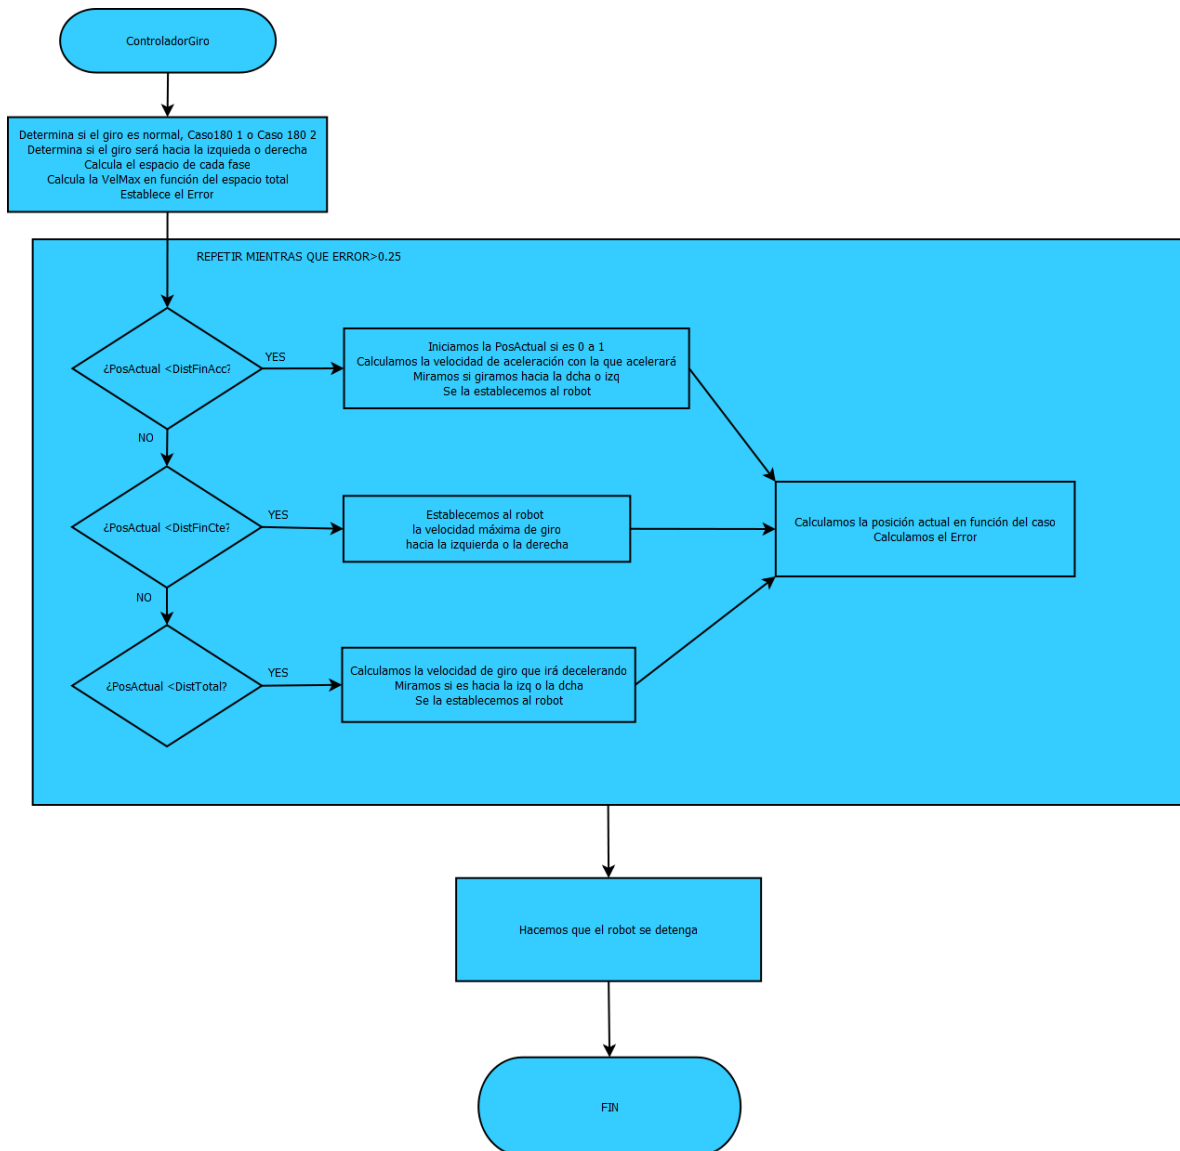 ControladorGiro
Determina si el giro es normal, Caso180 1 o Caso 180 2
Determina si el giro será hacia la izquieda o derecha
Calcula el espacio de cada fase
Calcula la VelMax en función del espacio total
Establece el Error
REPETIR MIENTRAS QUE ERROR>0.25
¿PosActual <DistFinAcc?
YES
Iniciamos la PosActual si es 0 a 1
Calculamos la velocidad de aceleración con la que acelerará
Miramos si giramos hacia la dcha o izq
Se la establecemos al robot
NO
¿PosActual <DistFinCte?
YES
Establecemos al robot
la velocidad máxima de giro
hacia la izquierda o la derecha
Calculamos la posición actual en función del caso
Calculamos el Error
NO
¿PosActual <DistTotal?
YES
Calculamos la velocidad de giro que irá decelerando
Miramos si es hacia la izq o la dcha
Se la establecemos al robot
Hacemos que el robot se detenga
FIN